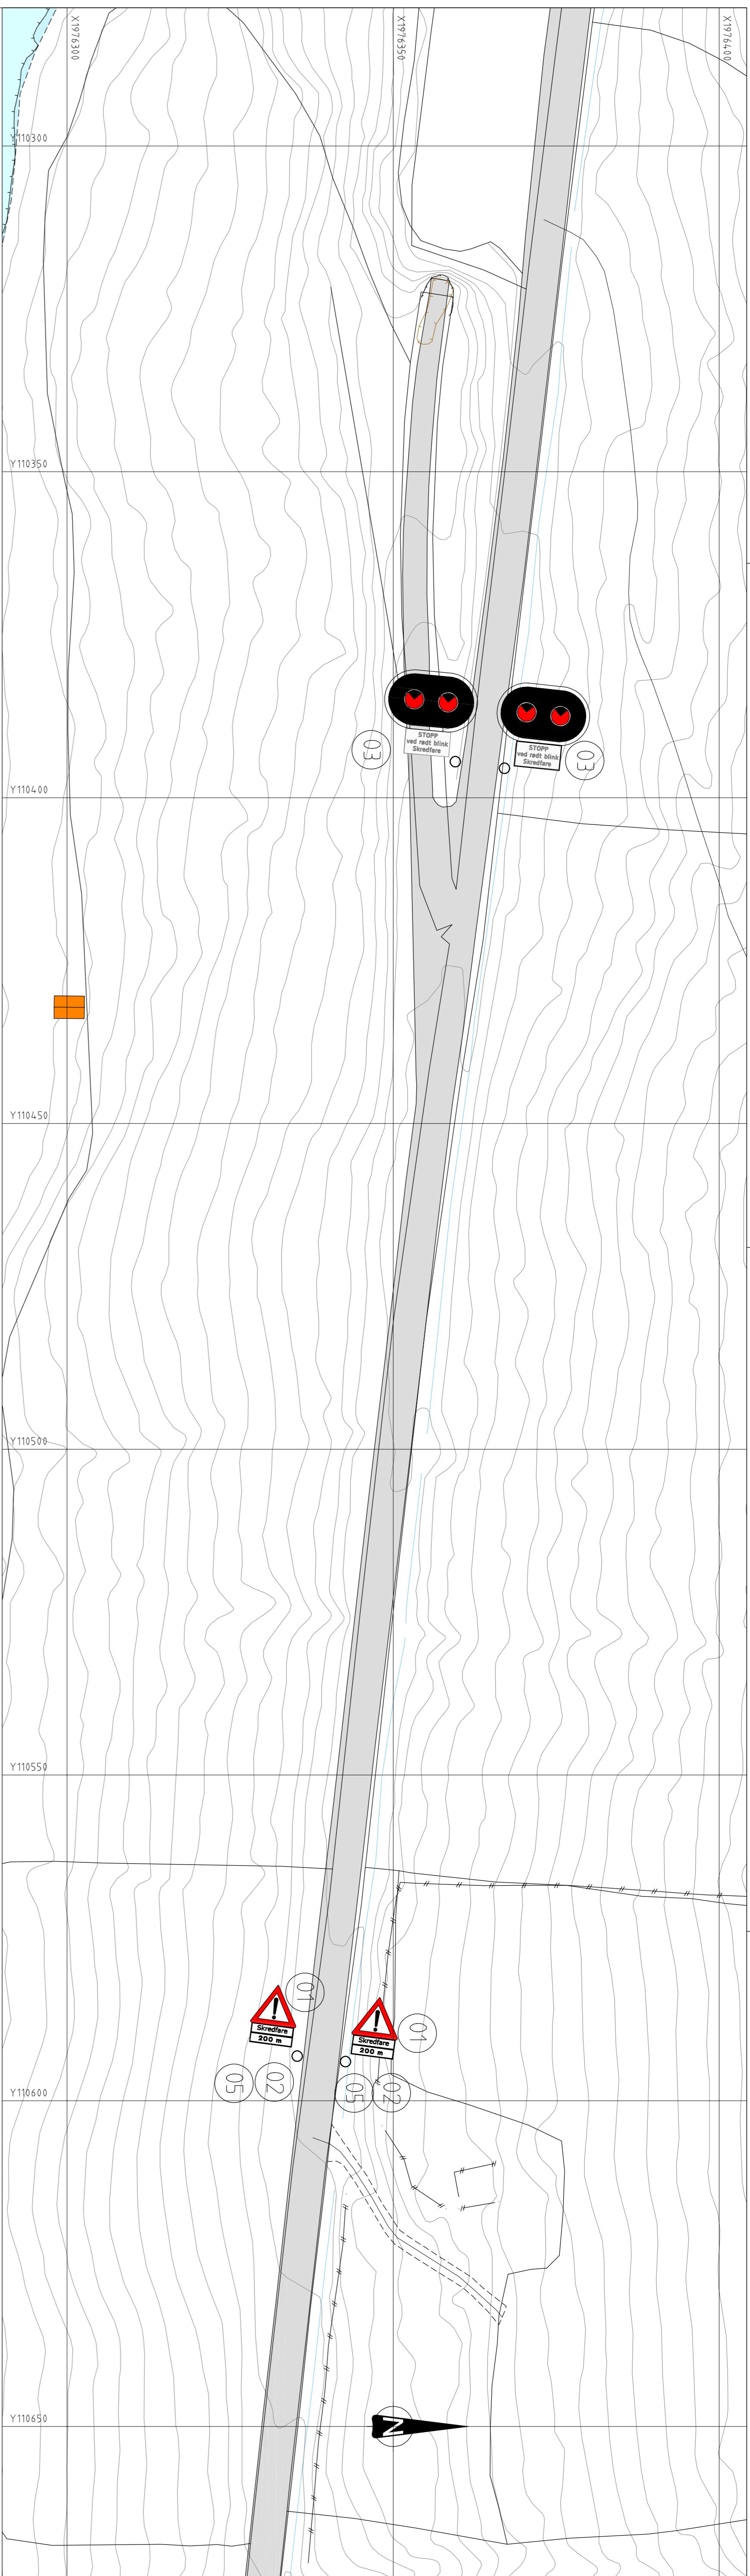 X1976300
X1976350
X1976400
Y110300
Y110350
STOPP
ved rødt blink
Skredfare
03
STOPP
ved rødt blink
Skredfare
03
Y110400
Y110450
Y110500
Y110550
01
Skredfare
200 m
01
Skredfare
200 m
05
02
05
02
Y110600
N
Y110650